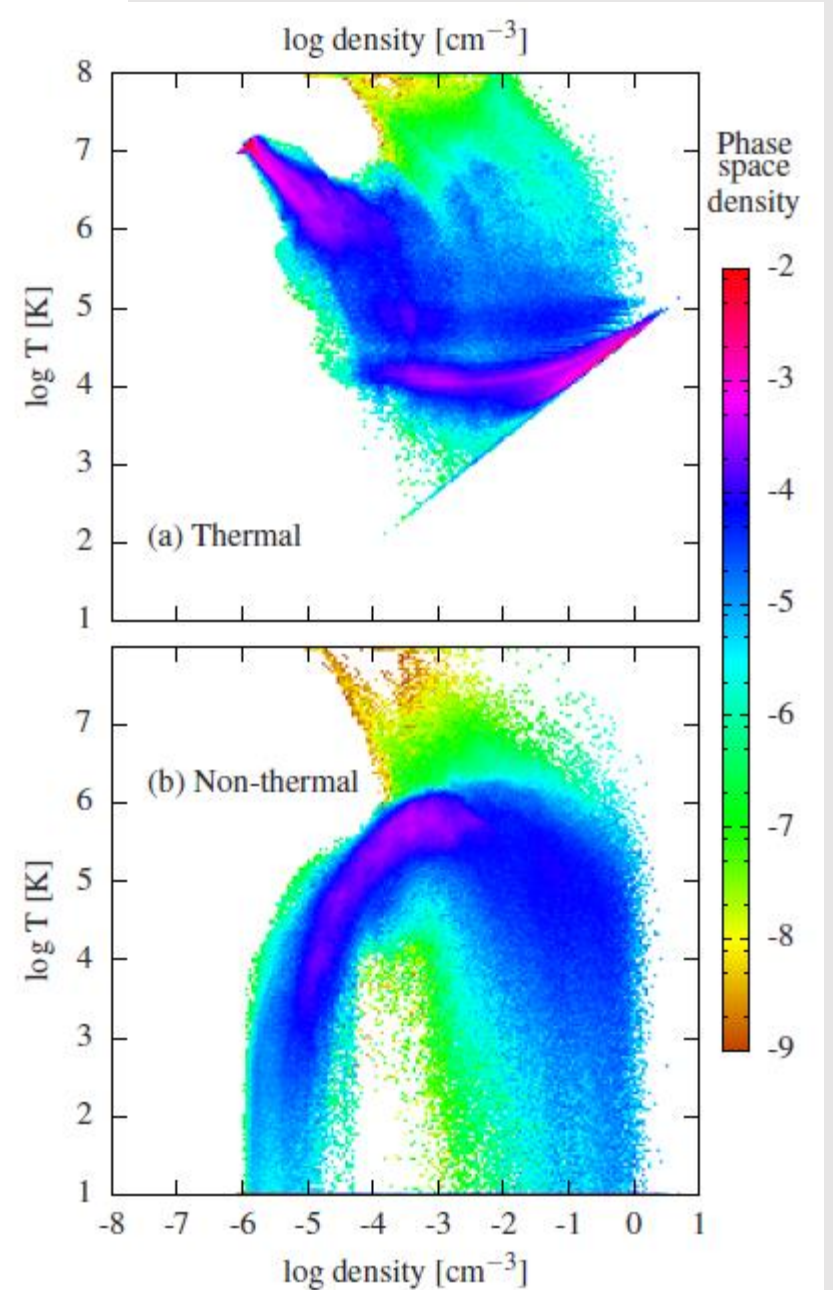 log density [cm⁻³]
8
7
6
5
4
3
2
1
log T [K]
(a) Thermal
Phase
space
density
-2
-3
-4
-5
-6
-7
-8
-9
7
6
5
4
3
2
1
log T [K]
(b) Non-thermal
-8 -7 -6 -5 -4 -3 -2 -1 0 1
log density [cm⁻³]